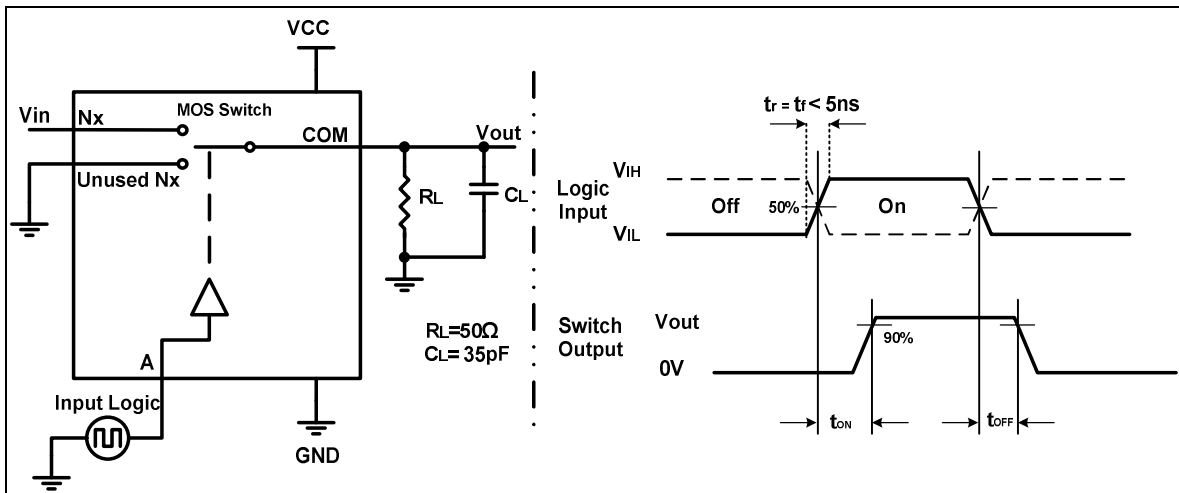 VCC
Vin
Nx
MOS Switch
COM
Vout
Unused Nx
RL
CL
RL=50Ω
CL= 35pF
A
Input Logic
GND
tr = tf < 5ns
VIH
Logic
Input
Off
50%
On
VIL
Switch
Output
Vout
90%
0V
tON
tOFF